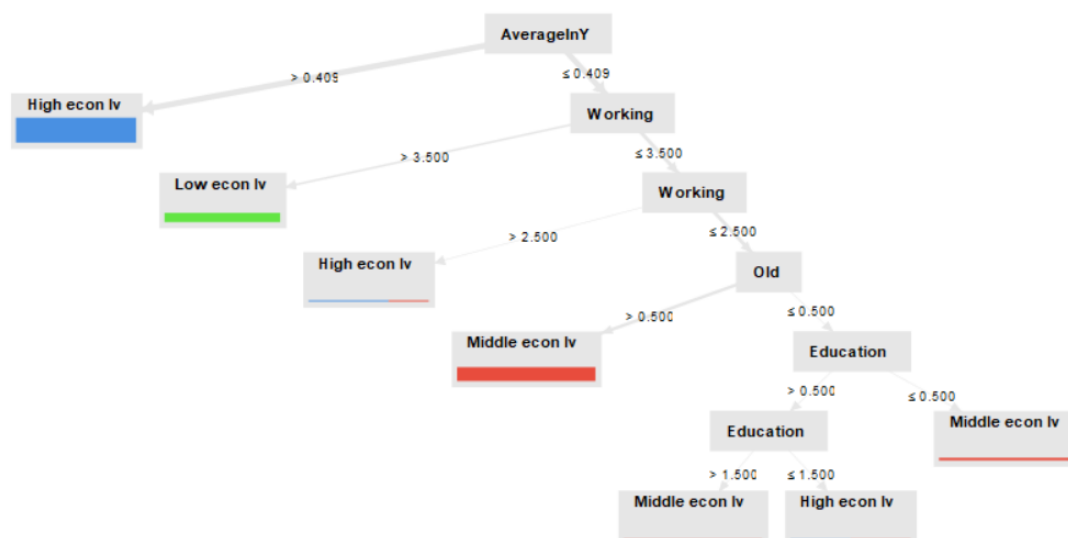 AverageInY
> 0.409
≤ 0.409
High econ lv
Working
> 3.500
≤ 3.500
Low econ lv
Working
> 2.500
≤ 2.500
High econ lv
Old
> 0.500
≤ 0.500
Middle econ lv
Education
> 0.500
≤ 0.500
Education
Middle econ lv
> 1.500
≤ 1.500
Middle econ lv
High econ lv